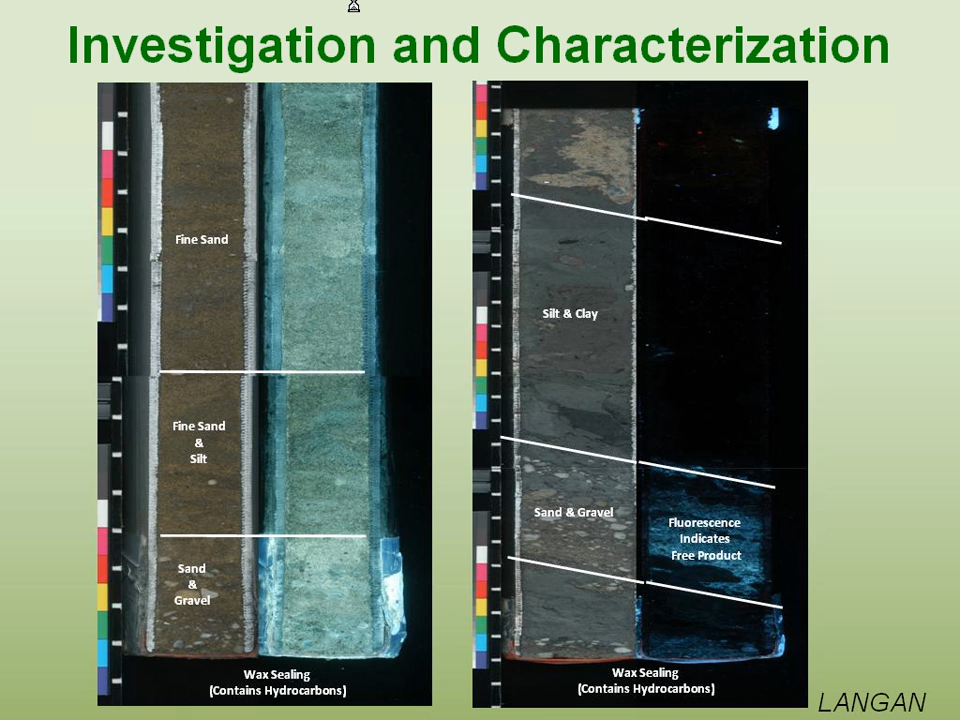 Investigation and Characterization
Fine Sand
Fine Sand
&
Silt
Sand
&
Gravel
Wax Sealing
(Contains Hydrocarbons)
Silt & Clay
Sand & Gravel
Fluorescence
Indicates
Free Product
Wax Sealing
(Contains Hydrocarbons)
LANGAN